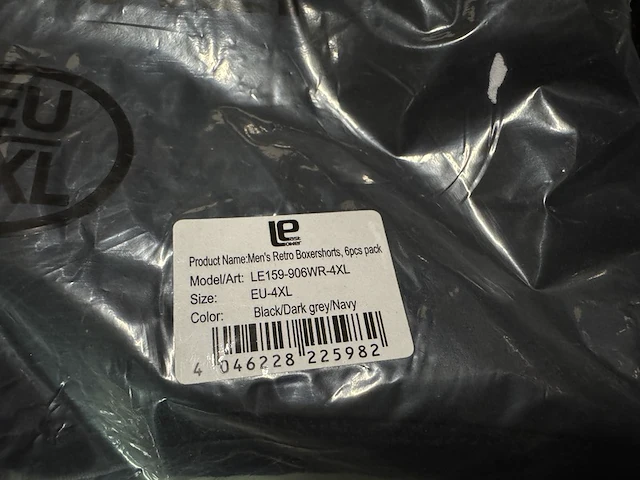 EU
XL
LE
Product Name:Men's Retro Boxershorts, 6pcs pack
Model/Art: LE159-906WR-4XL
Size: EU-4XL
Color: Black/Dark grey/Navy
4 046228 225982